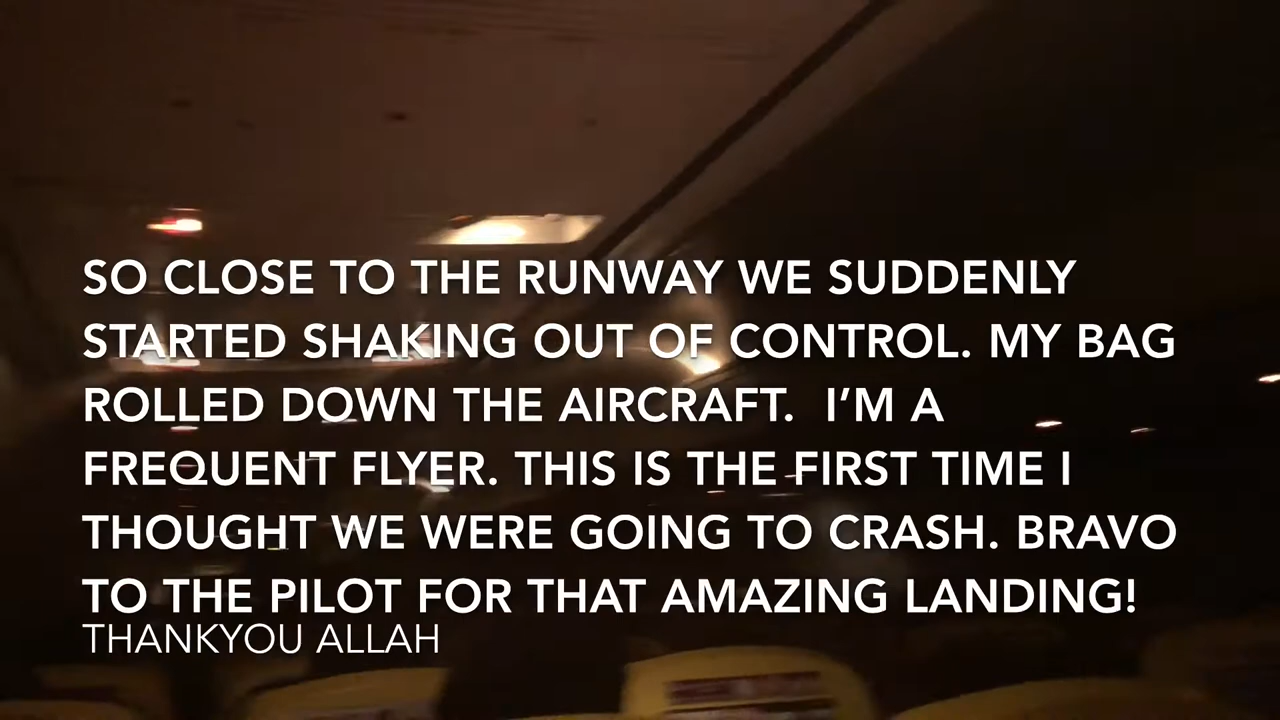 SO CLOSE TO THE RUNWAY WE SUDDENLY
STARTED SHAKING OUT OF CONTROL. MY BAG
ROLLED DOWN THE AIRCRAFT.  I’M A
FREQUENT FLYER. THIS IS THE FIRST TIME I
THOUGHT WE WERE GOING TO CRASH. BRAVO
TO THE PILOT FOR THAT AMAZING LANDING!
THANKYOU ALLAH